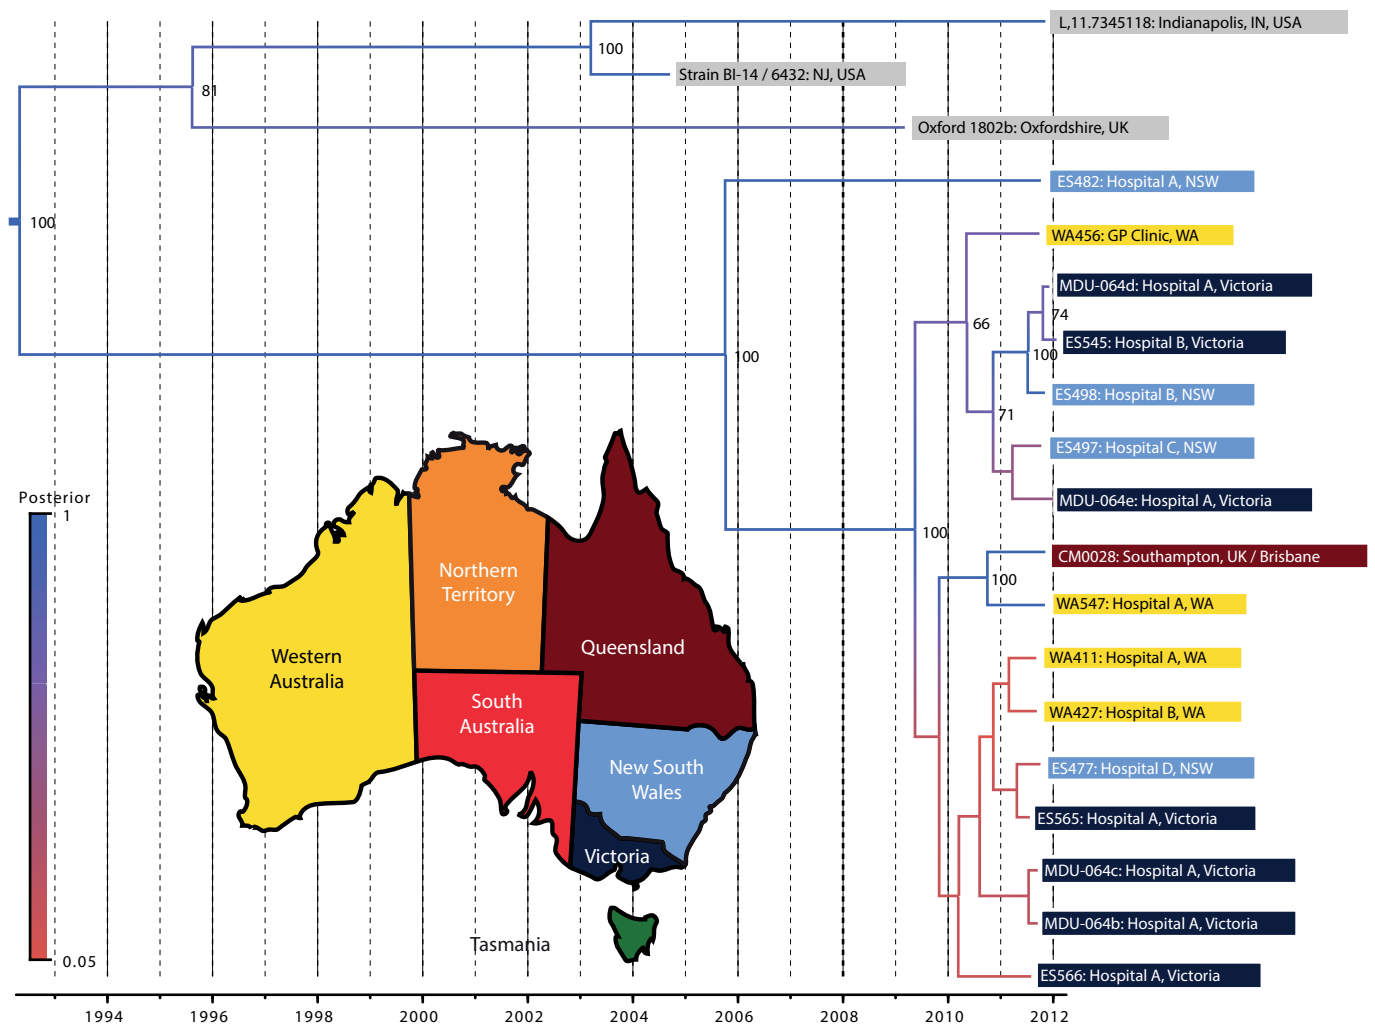 L,11.7345118: Indianapolis, IN, USA
100
Strain BI-14 / 6432: NJ, USA
81
Oxford 1802b: Oxfordshire, UK
ES482: Hospital A, NSW
100
WA456: GP Clinic, WA
MDU-064d: Hospital A, Victoria
74
66
ES545: Hospital B, Victoria
100
100
ES498: Hospital B, NSW
71
ES497: Hospital C, NSW
MDU-064e: Hospital A, Victoria
100
CM0028: Southampton, UK / Brisbane
100
WA547: Hospital A, WA
WA411: Hospital A, WA
WA427: Hospital B, WA
ES477: Hospital D, NSW
ES565: Hospital A, Victoria
MDU-064c: Hospital A, Victoria
MDU-064b: Hospital A, Victoria
ES566: Hospital A, Victoria
Posterior
1
0.05
Northern
Territory
Western
Australia
Queensland
South
Australia
New South
Wales
Victoria
Tasmania
1994 1996 1998 2000 2002 2004 2006 2008 2010 2012